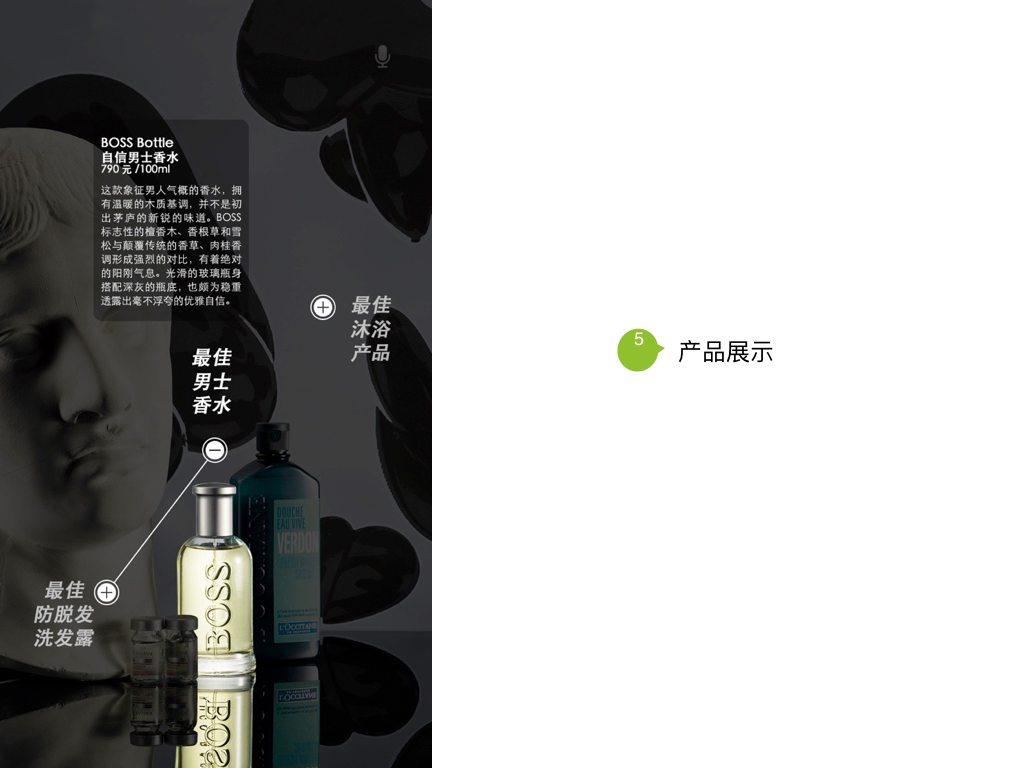 BOSS Bottle
自信男士香水
790 元 /100ml
这款象征男人气概的香水，拥
有温暖的木质基调，并不是初
出茅庐的新锐的味道。BOSS
标志性的檀香木、香根草和雪
松与颠覆传统的香草、肉桂香
调形成强烈的对比，有着绝对
的阳刚气息。光滑的玻璃瓶身
搭配深灰的瓶底，也颇为稳重
透露出毫不浮夸的优雅自信。
最佳
沐浴
产品
最佳
男士
香水
最佳
防脱发
洗发露
DOUCHE
EAU VIVE
VERDON
L'OCCITANE
BOSS
5
产品展示